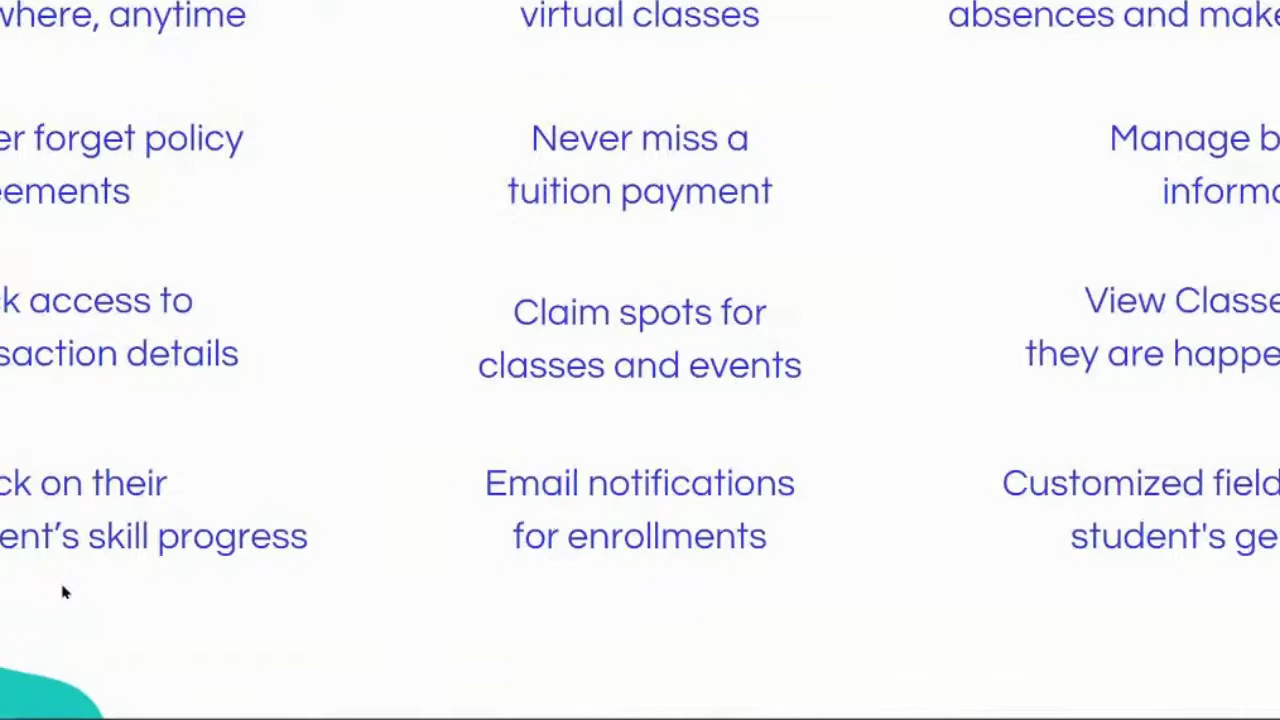 where, anytime
er forget policy
eements
ck access to
saction details
ck on their
ent’s skill progress
virtual classes
Never miss a
tuition payment
Claim spots for
classes and events
Email notifications
for enrollments
absences and make
Manage b
informa
View Classe
they are happe
Customized field
student's ge